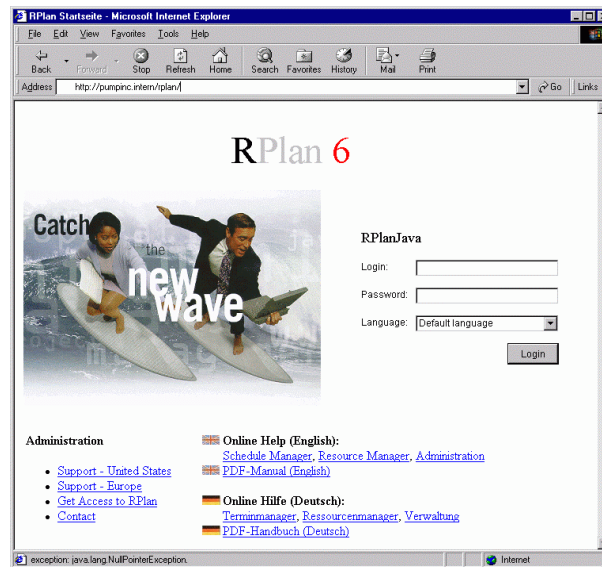 RPlan Startseite - Microsoft Internet Explorer
File Edit View Favorites Tools Help
Back Forward Stop Refresh Home Search Favorites History Mail Print
Address http://pumpinc.intern/rplan/ Go Links
RPlan 6
Catch
the
new
wave
RPlanJava
Login:
Password:
Language: Default language
Login
Administration
Support - United States
Support - Europe
Get Access to RPlan
Contact
Online Help (English):
Schedule Manager, Resource Manager, Administration
PDF-Manual (English)
Online Hilfe (Deutsch):
Terminmanager, Ressourcenmanager, Verwaltung
PDF-Handbuch (Deutsch)
exception: java.lang.NullPointerException. Internet